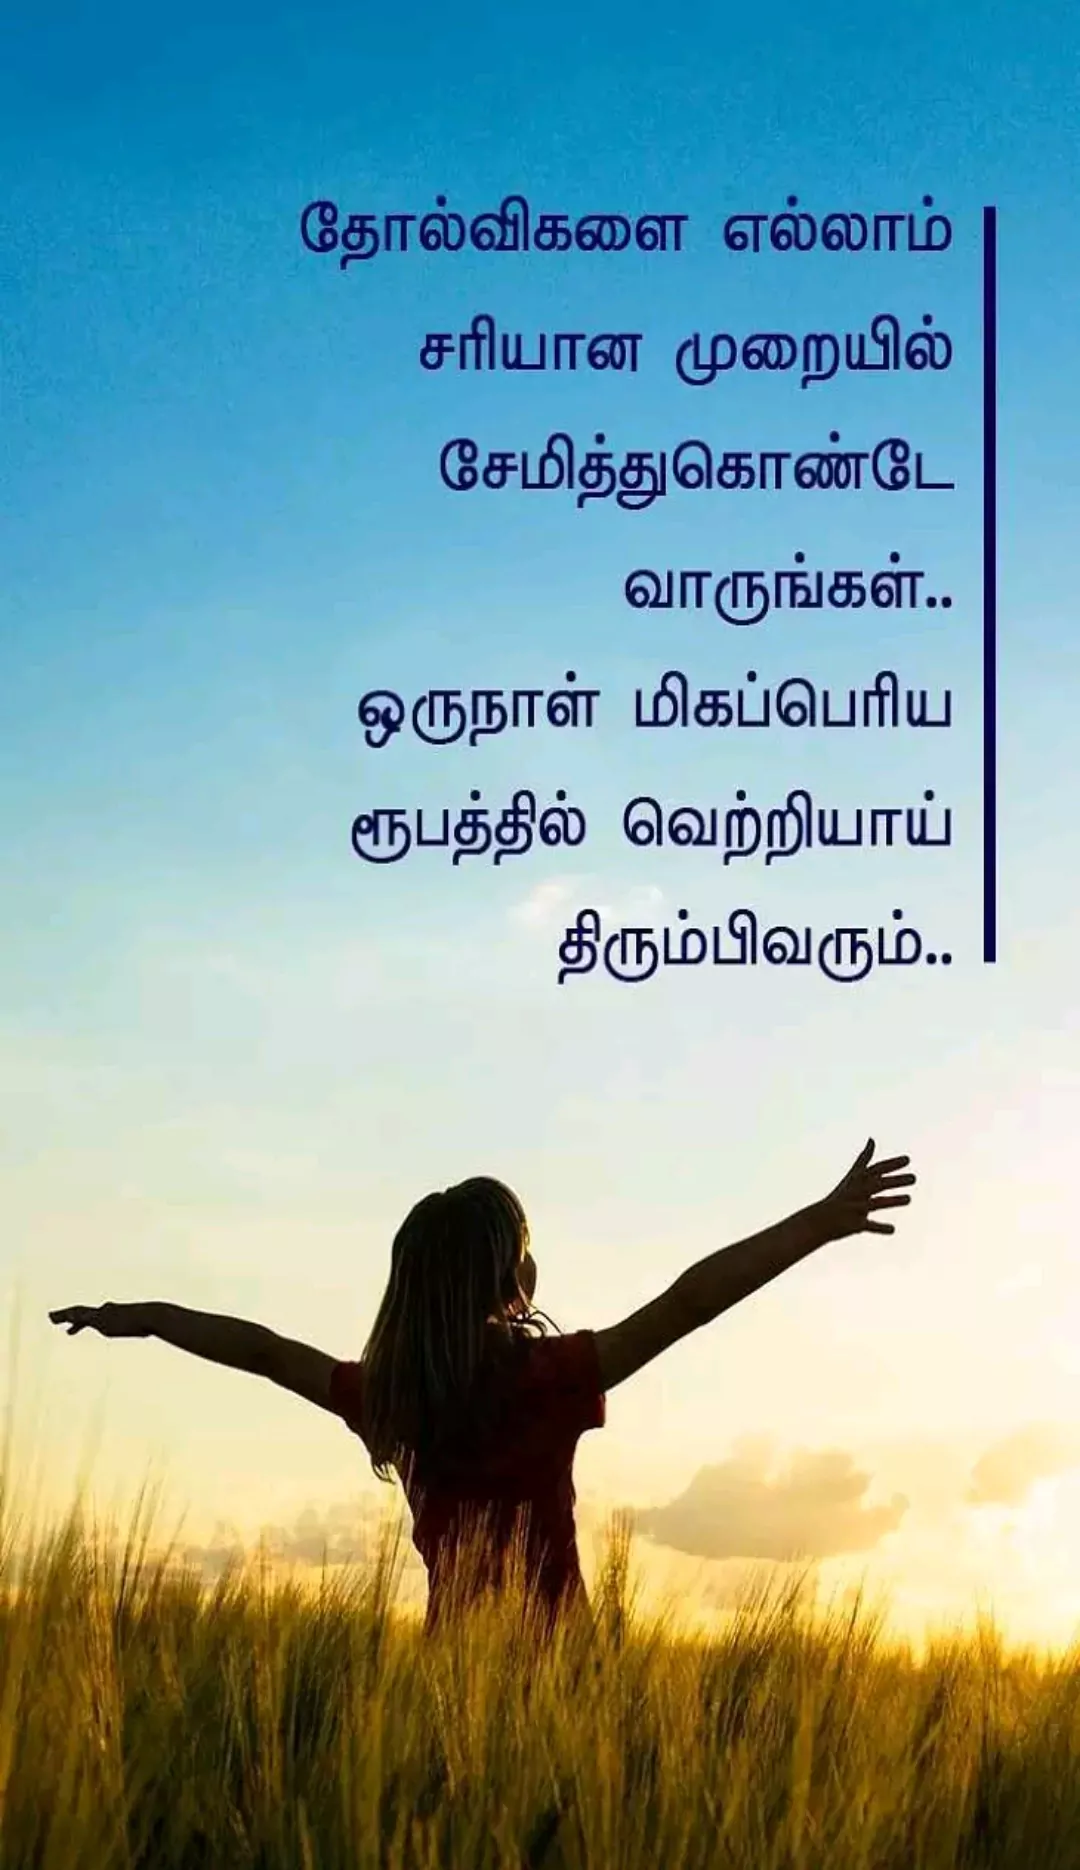 தோல்விகளை எல்லாம்
சரியான முறையில்
சேமித்துகொண்டே
வாருங்கள்..
ஒருநாள் மிகப்பெரிய
ரூபத்தில் வெற்றியாய்
திரும்பிவரும்..